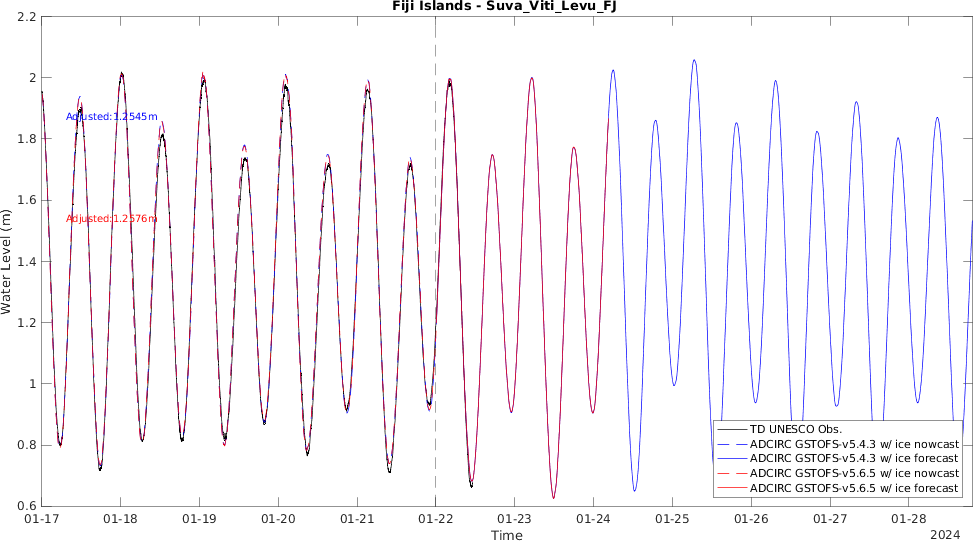 Fiji Islands - Suva_Viti_Levu_FJ
2.2
2
1.8
1.6
1.4
1.2
1
0.8
0.6
Water Level (m)
Adjusted:1.2545m
Adjusted:1.2576m
TD UNESCO Obs.
ADCIRC GSTOFS-v5.4.3 w/ ice nowcast
ADCIRC GSTOFS-v5.4.3 w/ ice forecast
ADCIRC GSTOFS-v5.6.5 w/ ice nowcast
ADCIRC GSTOFS-v5.6.5 w/ ice forecast
01-17 01-18 01-19 01-20 01-21 01-22 01-23 01-24 01-25 01-26 01-27 01-28
Time
2024